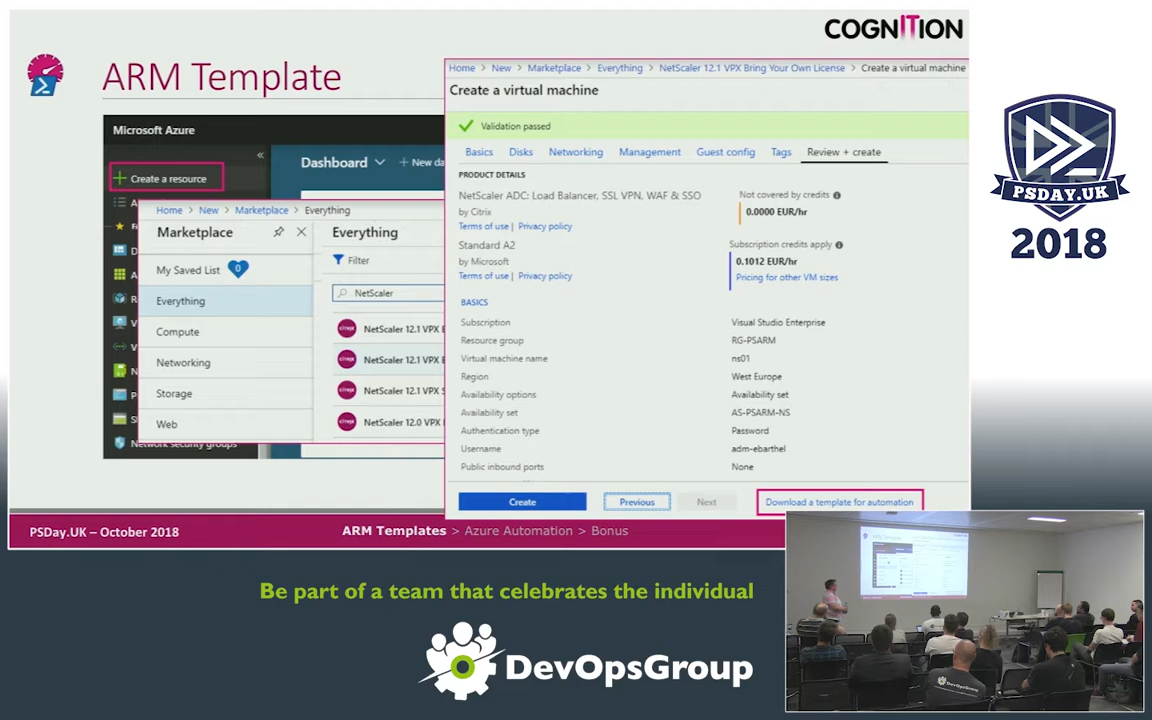 COGNITION
ARM Template
Microsoft Azure
Create a resource
Dashboard
+ New da
Home > New > Marketplace > Everything
Marketplace
My Saved List 0
Everything
Compute
Networking
Storage
Web
Network security groups
Everything
Filter
NetScaler
NetScaler 12.1 VPX
NetScaler 12.1 VPX
NetScaler 12.1 VPX S
NetScaler 12.0 VPX
Home > New > Marketplace > Everything > NetScaler 12.1 VPX Bring Your Own License > Create a virtual machine
Create a virtual machine
Validation passed
Basics Disks Networking Management Guest config Tags Review + create
PRODUCT DETAILS
NetScaler ADC: Load Balancer, SSL VPN, WAF & SSO
by Citrix
Terms of use | Privacy policy
Not covered by credits
0.0000 EUR/hr
Standard A2
by Microsoft
Terms of use | Privacy policy
Subscription credits apply
0.1012 EUR/hr
Pricing for other VM sizes
BASICS
Subscription Visual Studio Enterprise
Resource group RG-PSARM
Virtual machine name ns01
Region West Europe
Availability options Availability set
Availability set AS-PSARM-NS
Authentication type Password
Username adm-ebarthel
Public inbound ports None
Create Previous Next Download a template for automation
PSDay.UK – October 2018
ARM Templates > Azure Automation > Bonus
PSDAY.UK
2018
Be part of a team that celebrates the individual
DevOpsGroup
DevOpsGroup